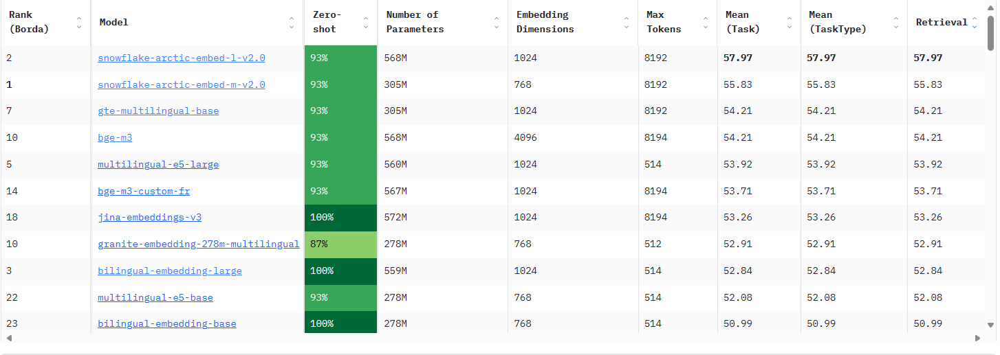 Rank (Borda) Model Zero-shot Number of Parameters Embedding Dimensions Max Tokens Mean (Task) Mean (TaskType) Retrieval
2 snowflake-arctic-embed-l-v2.0 93% 568M 1024 8192 57.97 57.97 57.97
1 snowflake-arctic-embed-m-v2.0 93% 305M 768 8192 55.83 55.83 55.83
7 gte-multilingual-base 93% 305M 1024 8192 54.21 54.21 54.21
10 bge-m3 93% 568M 4096 8194 54.21 54.21 54.21
5 multilingual-e5-large 93% 560M 1024 514 53.92 53.92 53.92
14 bge-m3-custom-fr 93% 567M 1024 8194 53.71 53.71 53.71
18 jina-embeddings-v3 100% 572M 1024 8194 53.26 53.26 53.26
10 granite-embedding-278m-multilingual 87% 278M 768 512 52.91 52.91 52.91
3 bilingual-embedding-large 100% 559M 1024 514 52.84 52.84 52.84
22 multilingual-e5-base 93% 278M 768 514 52.08 52.08 52.08
23 bilingual-embedding-base 100% 278M 768 514 50.99 50.99 50.99